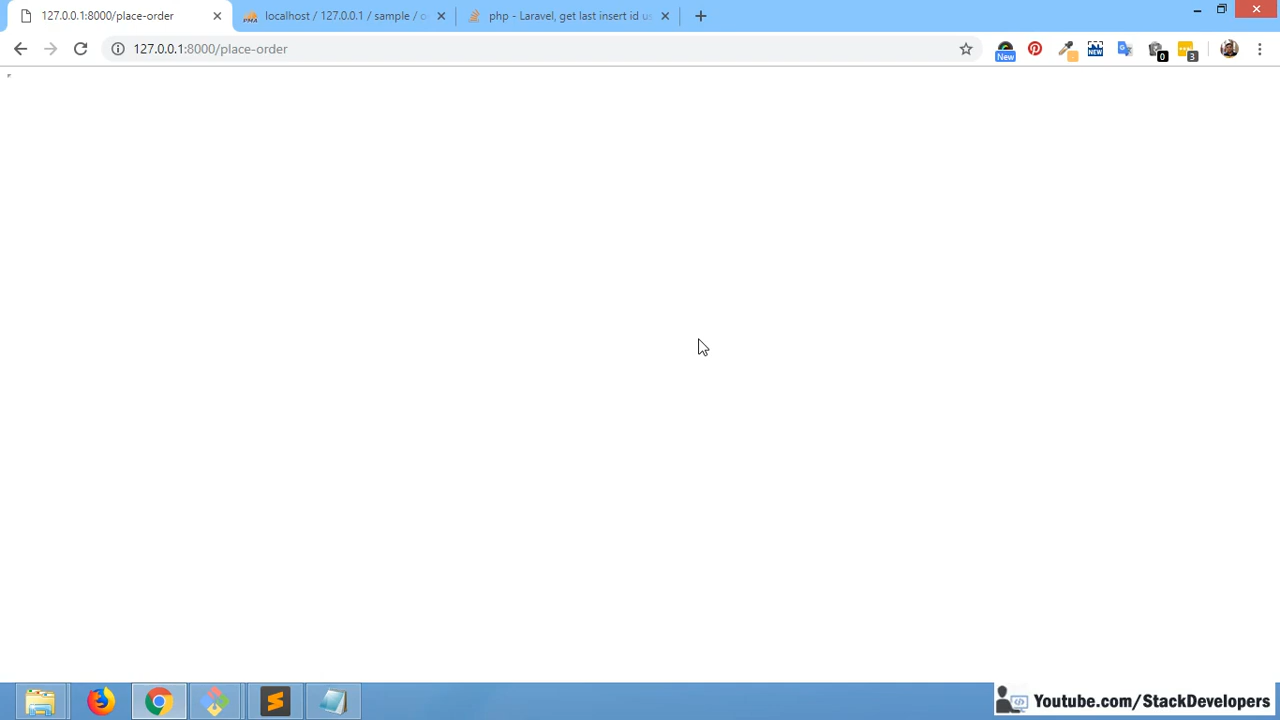 127.0.0.1:8000/place-order
localhost / 127.0.0.1 / sample / o
php - Laravel, get last insert id u
127.0.0.1:8000/place-order
New
NEW
0
3
Youtube.com/StackDevelopers